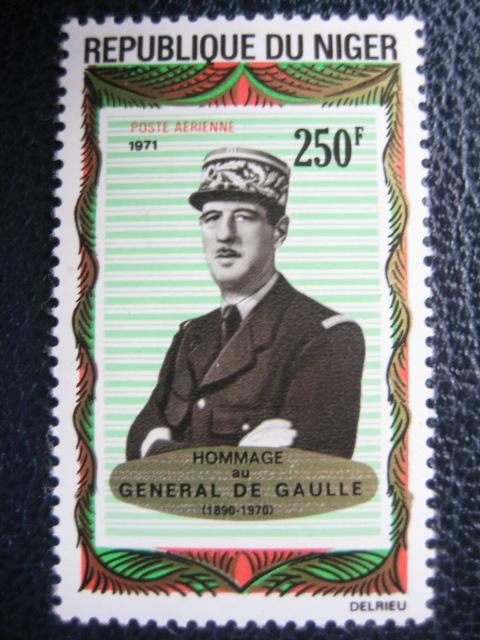 REPUBLIQUE DU NIGER
POSTE AERIENNE
1971
250F
HOMMAGE
au
GENERAL DE GAULLE
(1890-1970)
DELRIEU